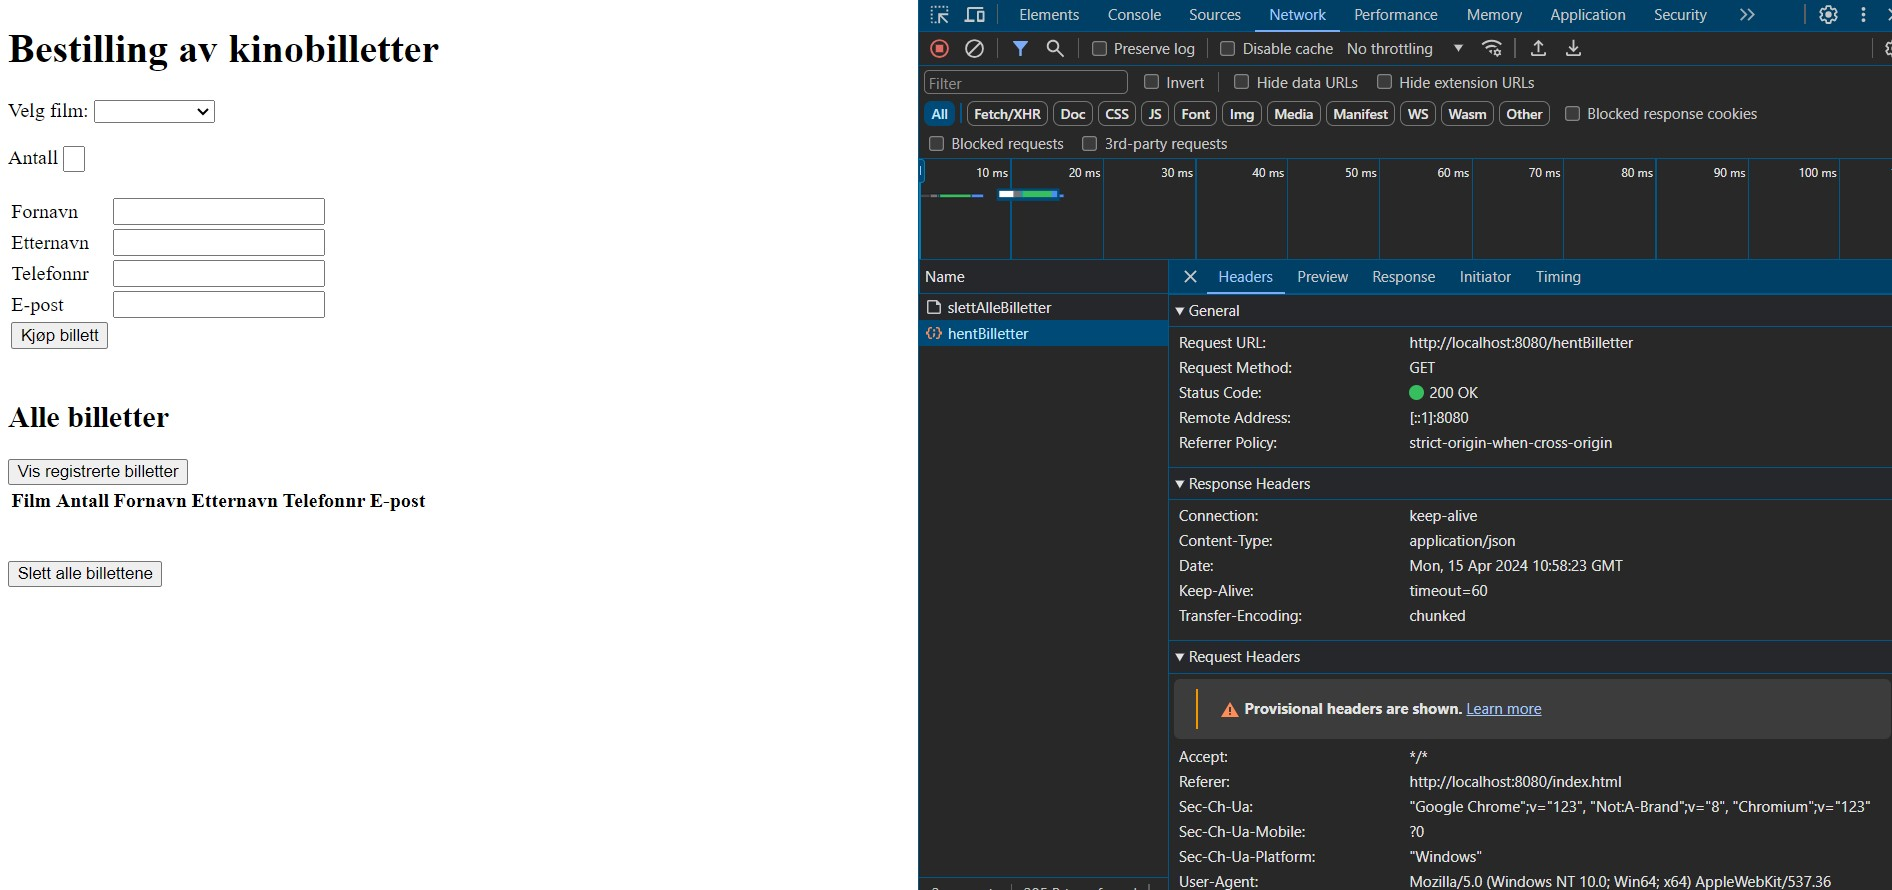 Bestilling av kinobilletter
Velg film:
Antall
Fornavn
Etternavn
Telefonnr
E-post
Kjøp billett
Alle billetter
Vis registrerte billetter
Film Antall Fornavn Etternavn Telefonnr E-post
Slett alle billettene
Elements Console Sources Network Performance Memory Application Security
Preserve log Disable cache No throttling
Filter Invert Hide data URLs Hide extension URLs
All Fetch/XHR Doc CSS JS Font Img Media Manifest WS Wasm Other Blocked response cookies
Blocked requests 3rd-party requests
10 ms 20 ms 30 ms 40 ms 50 ms 60 ms 70 ms 80 ms 90 ms 100 ms
Name
slettAlleBilletter
hentBilletter
Headers Preview Response Initiator Timing
General
Request URL: http://localhost:8080/hentBilletter
Request Method: GET
Status Code: 200 OK
Remote Address: [::1]:8080
Referrer Policy: strict-origin-when-cross-origin
Response Headers
Connection: keep-alive
Content-Type: application/json
Date: Mon, 15 Apr 2024 10:58:23 GMT
Keep-Alive: timeout=60
Transfer-Encoding: chunked
Request Headers
Provisional headers are shown. Learn more
Accept: */*
Referer: http://localhost:8080/index.html
Sec-Ch-Ua: "Google Chrome";v="123", "Not:A-Brand";v="8", "Chromium";v="123"
Sec-Ch-Ua-Mobile: ?0
Sec-Ch-Ua-Platform: "Windows"
User-Agent: Mozilla/5.0 (Windows NT 10.0; Win64; x64) AppleWebKit/537.36